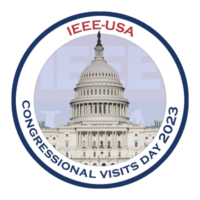 IEEE-USA
CONGRESSIONAL VISITS DAY 2023